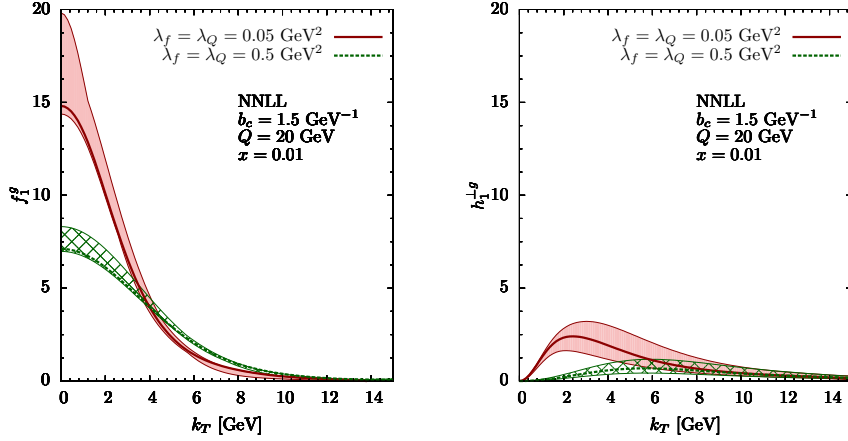 20
15
10
5
0
f₁ᵍ
λ_f = λ_Q = 0.05 GeV²
λ_f = λ_Q = 0.5 GeV²
NNLL
b_c = 1.5 GeV⁻¹
Q = 20 GeV
x = 0.01
0 2 4 6 8 10 12 14
k_T [GeV]
20
15
10
5
0
h₁^{⊥g}
λ_f = λ_Q = 0.05 GeV²
λ_f = λ_Q = 0.5 GeV²
NNLL
b_c = 1.5 GeV⁻¹
Q = 20 GeV
x = 0.01
0 2 4 6 8 10 12 14
k_T [GeV]